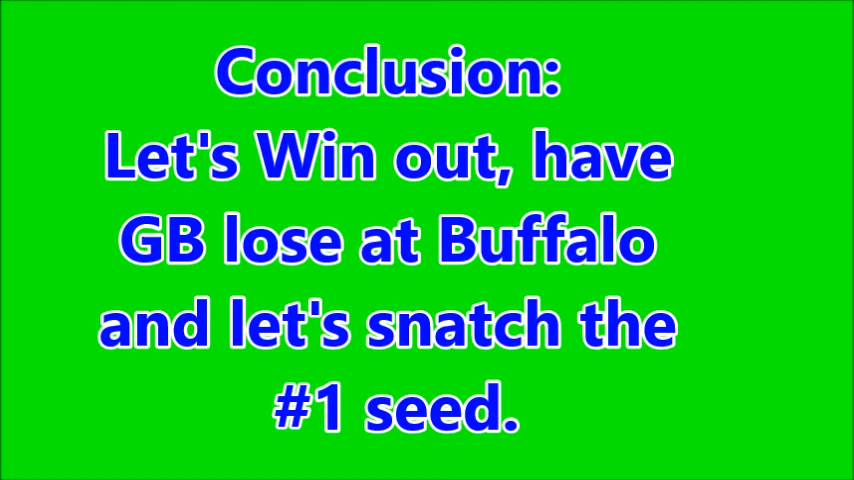 Conclusion:
Let's Win out, have
GB lose at Buffalo
and let's snatch the
#1 seed.